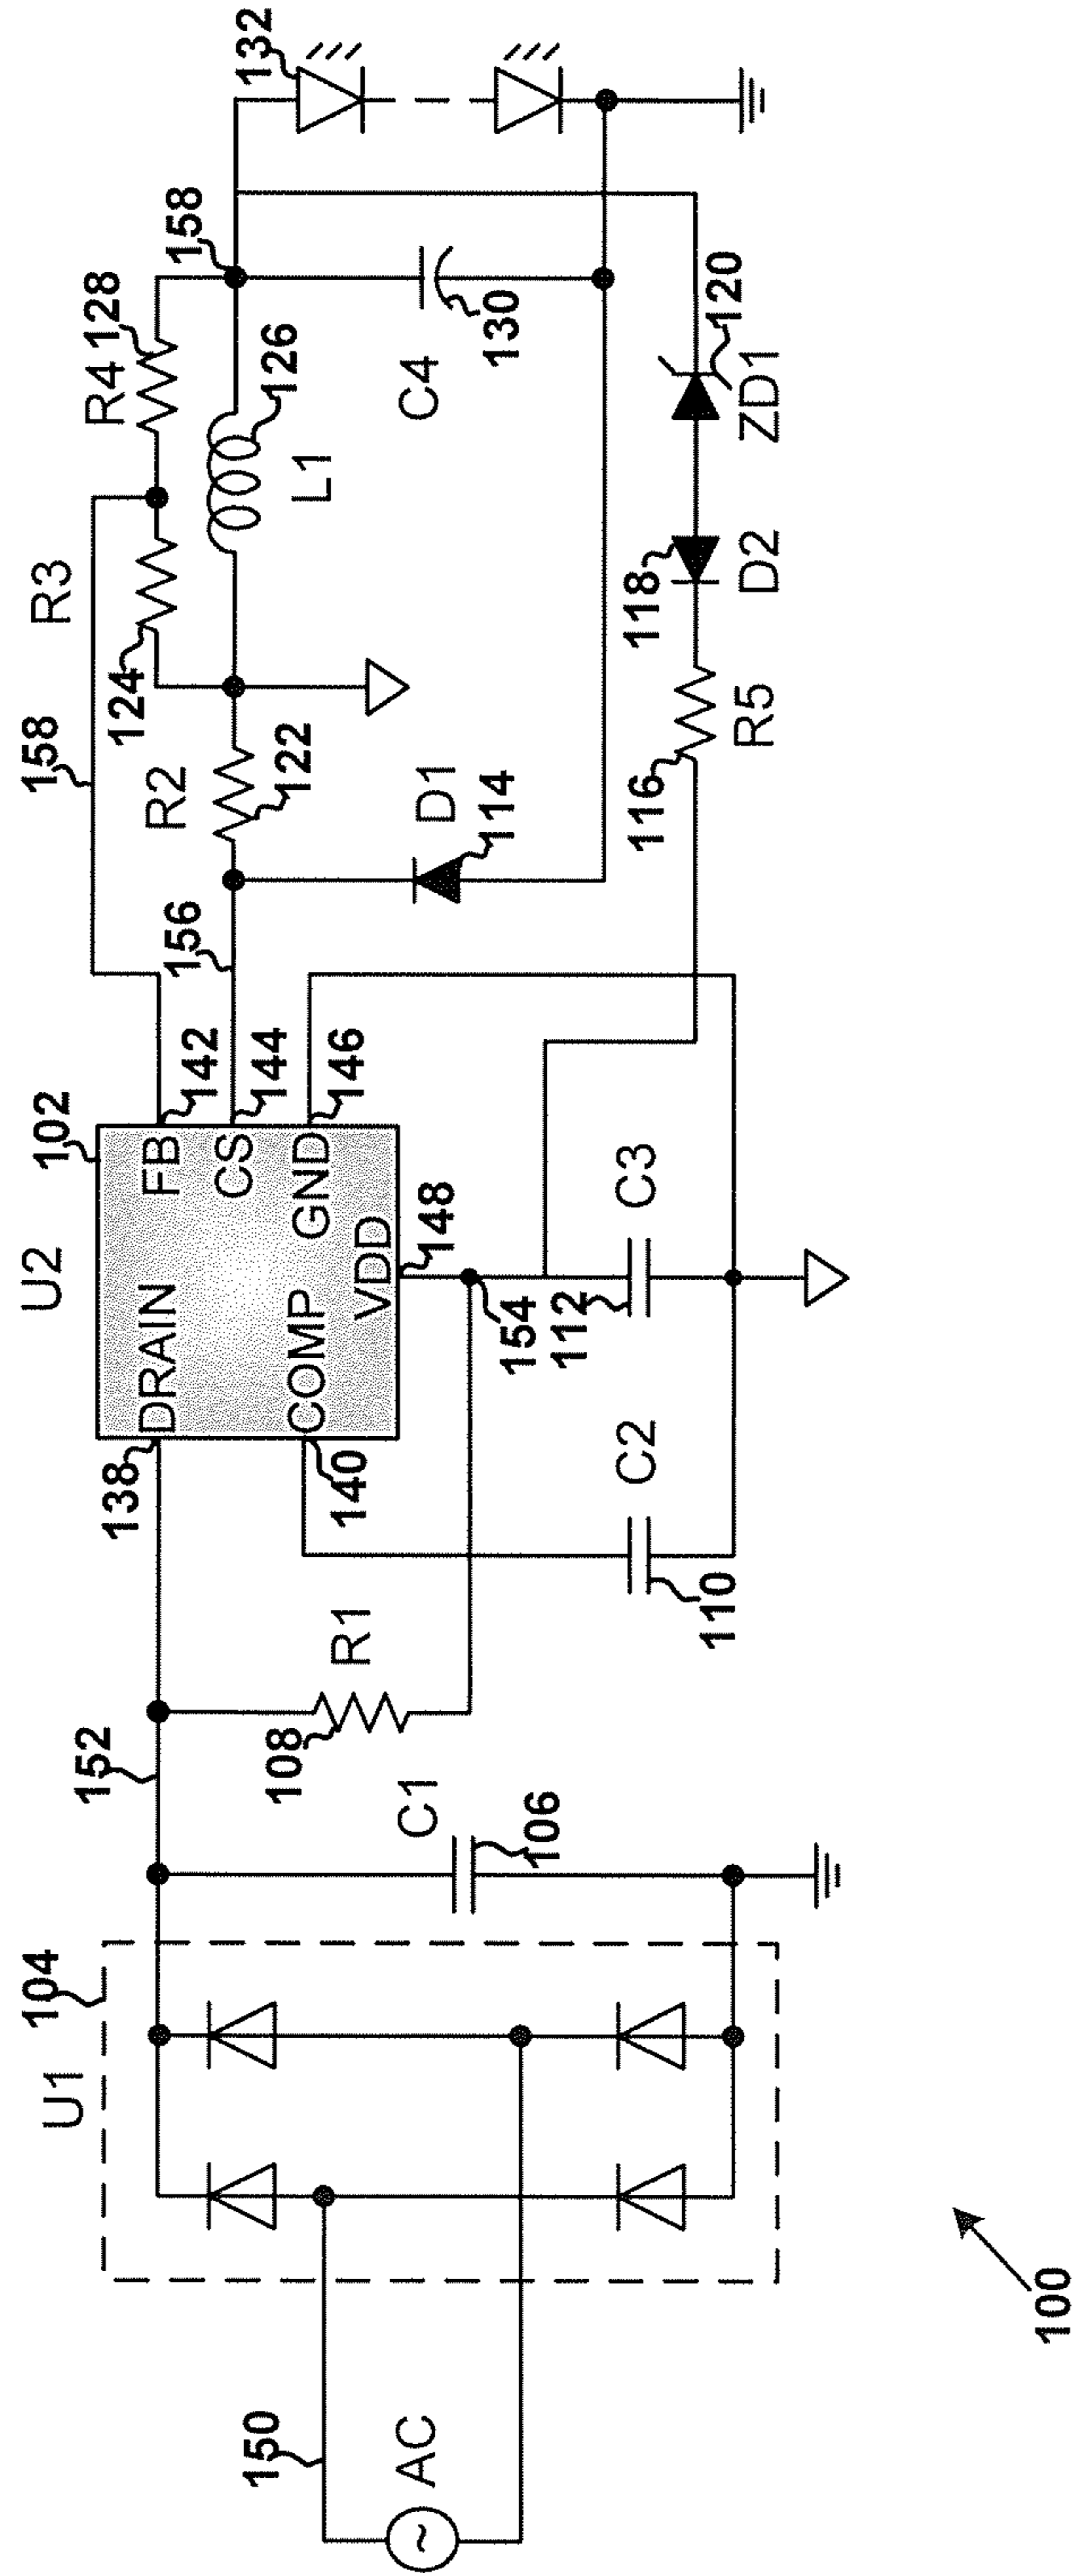 U1
104
150
AC
152
C1
106
R1
108
U2
102
138
DRAIN
FB
142
CS
144
COMP
140
GND
146
VDD
148
154
C2
110
112
C3
156
158
R2
122
D1
114
124
R3
R4
128
L1
126
158
C4
130
132
116
R5
118
D2
ZD1
120
100